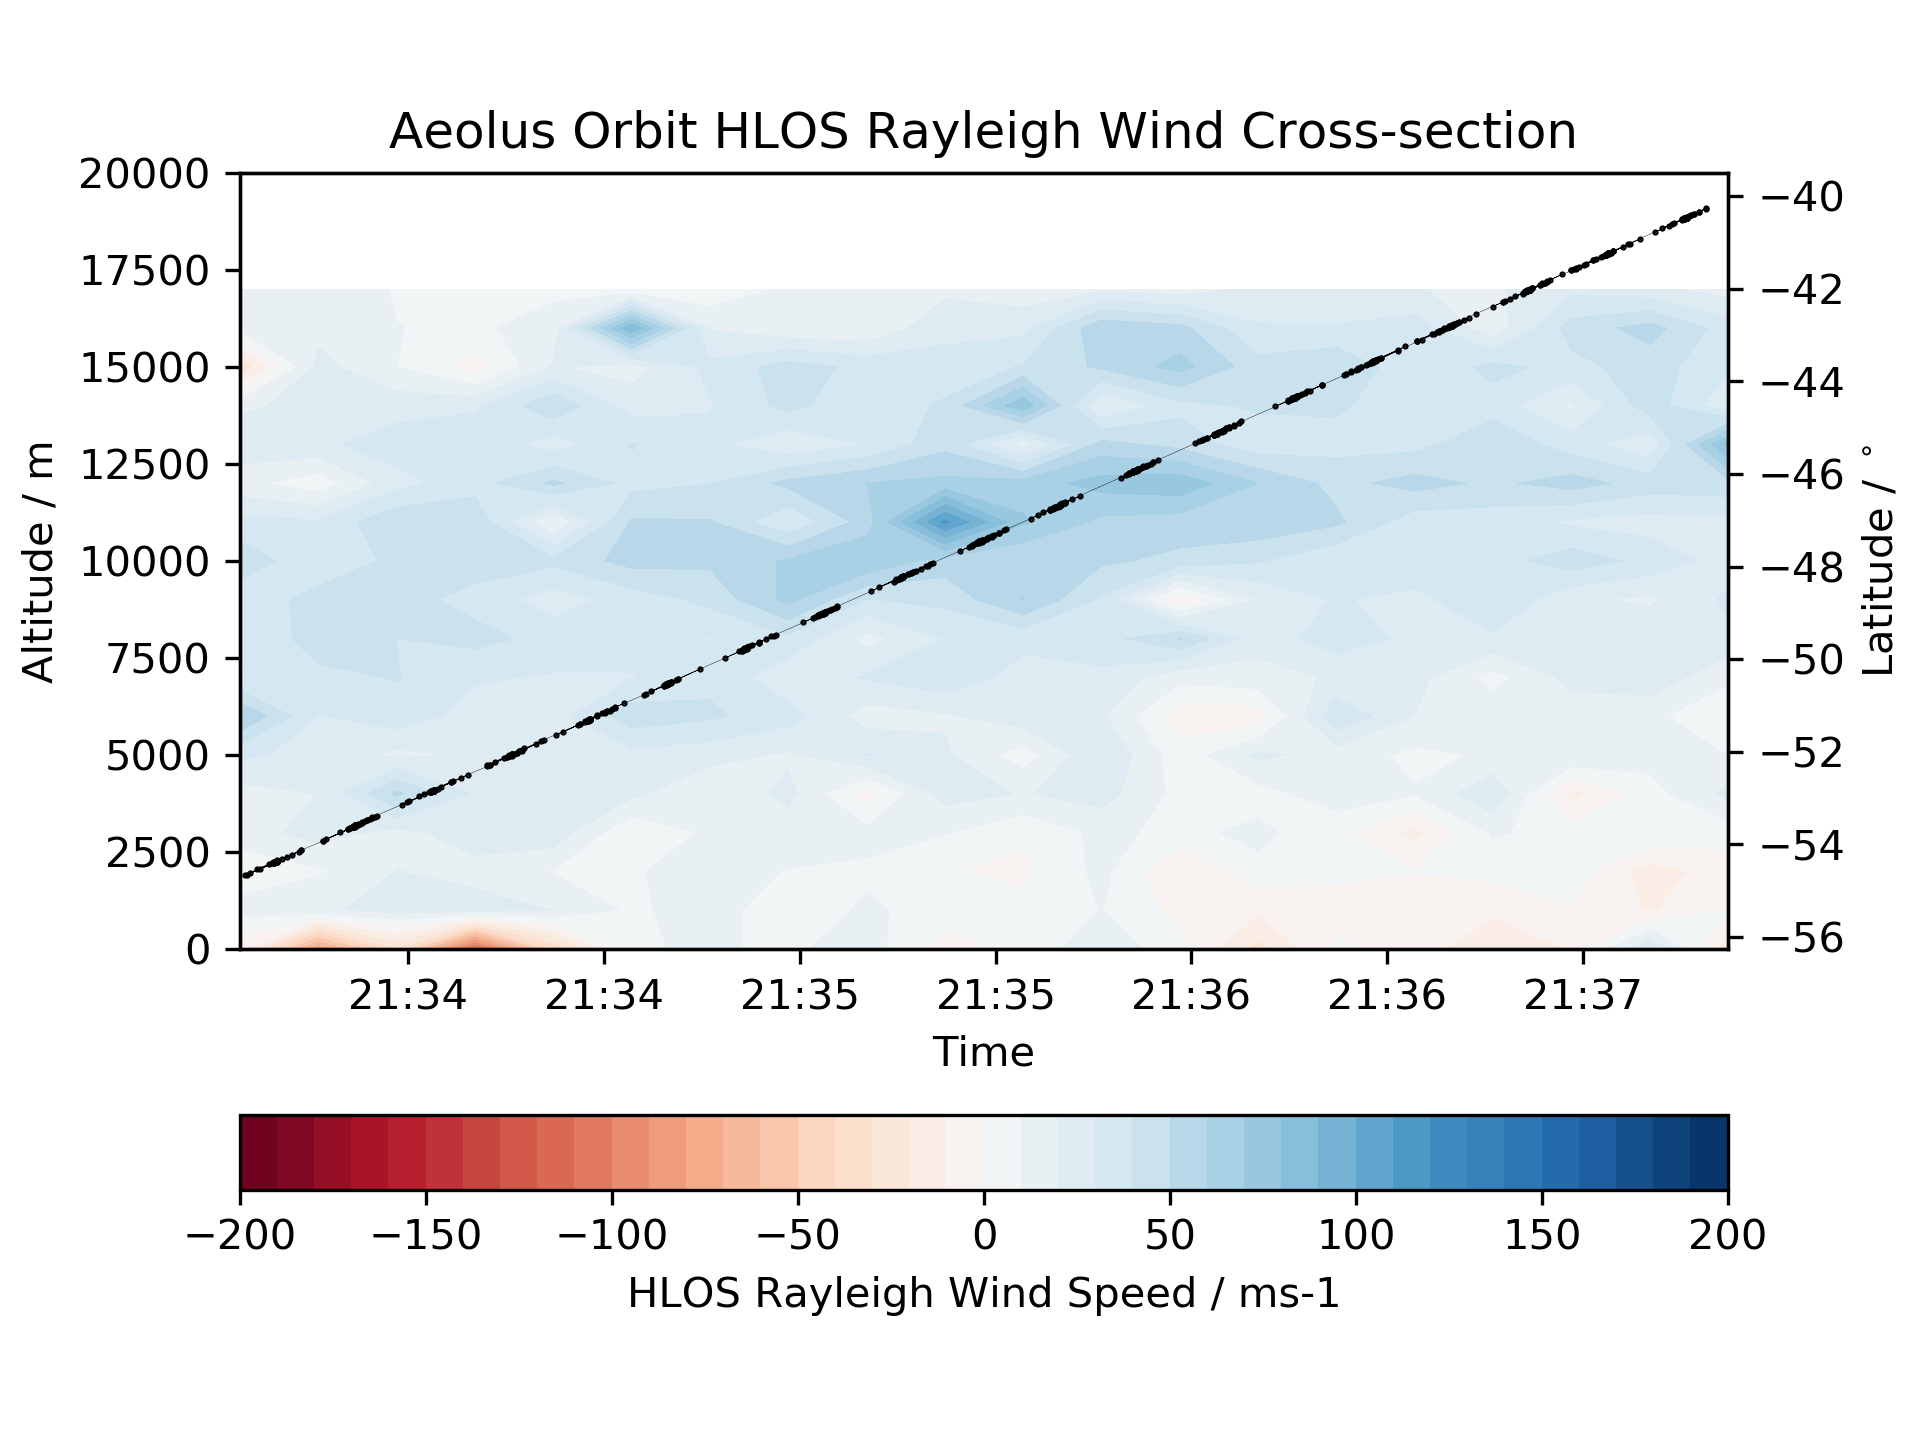 Aeolus Orbit HLOS Rayleigh Wind Cross-section
20000
17500
15000
12500
10000
7500
5000
2500
0
Altitude / m
−40
−42
−44
−46
−48
−50
−52
−54
−56
Latitude / °
21:34 21:34 21:35 21:35 21:36 21:36 21:37
Time
−200 −150 −100 −50 0 50 100 150 200
HLOS Rayleigh Wind Speed / ms-1